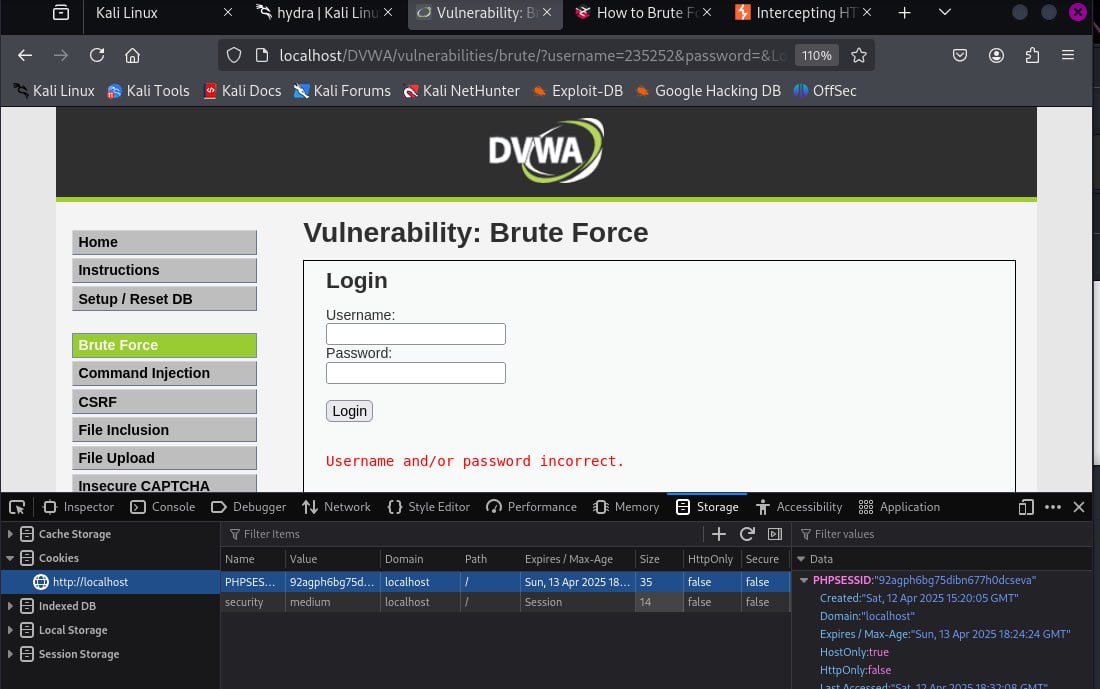 Kali Linux
hydra | Kali Linu
Vulnerability: B
How to Brute Fo
Intercepting HT
localhost/DVWA/vulnerabilities/brute/?username=235252&password=&Lo
110%
Kali Linux Kali Tools Kali Docs Kali Forums Kali NetHunter Exploit-DB Google Hacking DB OffSec
DVWA
Vulnerability: Brute Force
Home
Instructions
Setup / Reset DB
Brute Force
Command Injection
CSRF
File Inclusion
File Upload
Insecure CAPTCHA
Login
Username:
Password:
Login
Username and/or password incorrect.
Inspector Console Debugger Network Style Editor Performance Memory Storage Accessibility Application
Cache Storage
Cookies
http://localhost
Indexed DB
Local Storage
Session Storage
Filter Items
Name Value Domain Path Expires / Max-Age Size HttpOnly Secure
PHPSES... 92agph6bg75d... localhost / Sun, 13 Apr 2025 18... 35 false false
security medium localhost / Session 14 false false
Filter values
Data
PHPSESSID:"92agph6bg75dibn677h0dcseva"
Created:"Sat, 12 Apr 2025 15:20:05 GMT"
Domain:"localhost"
Expires / Max-Age:"Sun, 13 Apr 2025 18:24:24 GMT"
HostOnly:true
HttpOnly:false
Last Accessed:"Sat, 12 Apr 2025 18:32:08 GMT"